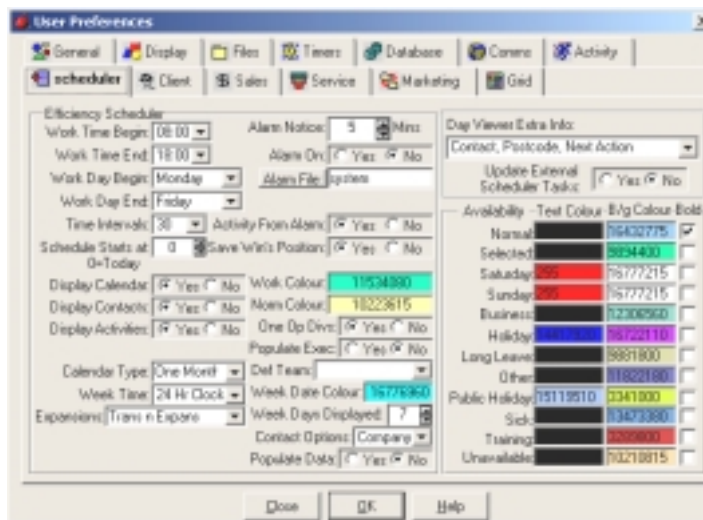 User Preferences
General Display Files Timers Database Comms Activity
scheduler Client Sales Service Marketing Grid
Efficiency Scheduler
Work Time Begin: 08:00
Work Time End: 18:00
Work Day Begin: Monday
Work Day End: Friday
Time Intervals: 30
Schedule Starts at 0
0=Today
Display Calendar: Yes No
Display Contacts: Yes No
Display Activities: Yes No
Calendar Type: One Month
Week Time: 24 Hr Clock
Expansions: Trans n Expans
Alarm Notice: 5 Mins
Alarm On: Yes No
Alarm File: system
Activity From Alarm: Yes No
Save Win's Position: Yes No
Work Colour: 11534080
Norm Colour: 10223615
One Op Divs: Yes No
Populate Exec: Yes No
Def Team:
Week Date Colour: 16776960
Week Days Displayed: 7
Contact Options: Company
Populate Data: Yes No
Day Viewer Extra Info:
Contact, Postcode, Next Action
Update External
Scheduler Tasks: Yes No
Availability Text Colour B/g Colour Bold
Normal: 16432775
Selected: 9894400
Saturday: 255 16777215
Sunday: 255 16777215
Business: 12306560
Holiday: 16722110
Long Leave: 9881800
Other: 11822180
Public Holiday: 15119510 3341000
Sick: 13473380
Training:
Unavailable: 10210815
Close OK Help